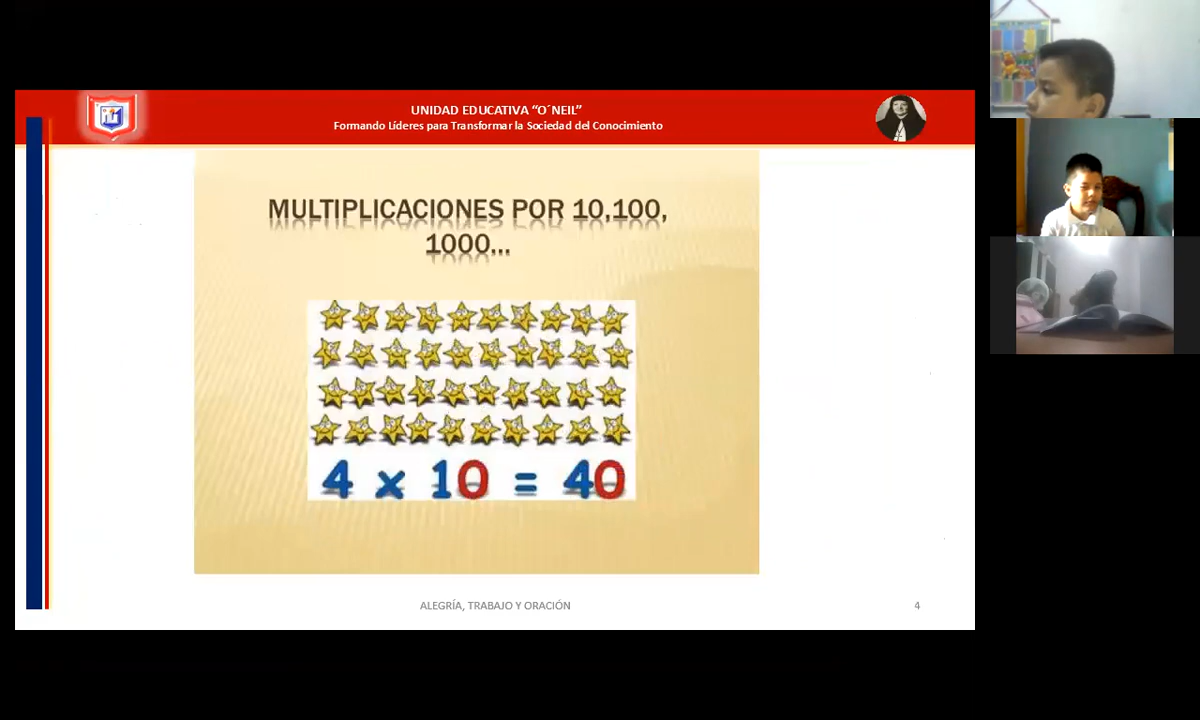 UNIDAD EDUCATIVA “O´NEIL”
Formando Líderes para Transformar la Sociedad del Conocimiento
MULTIPLICACIONES POR 10,100,
1000...
4 x 10 = 40
ALEGRÍA, TRABAJO Y ORACIÓN
4